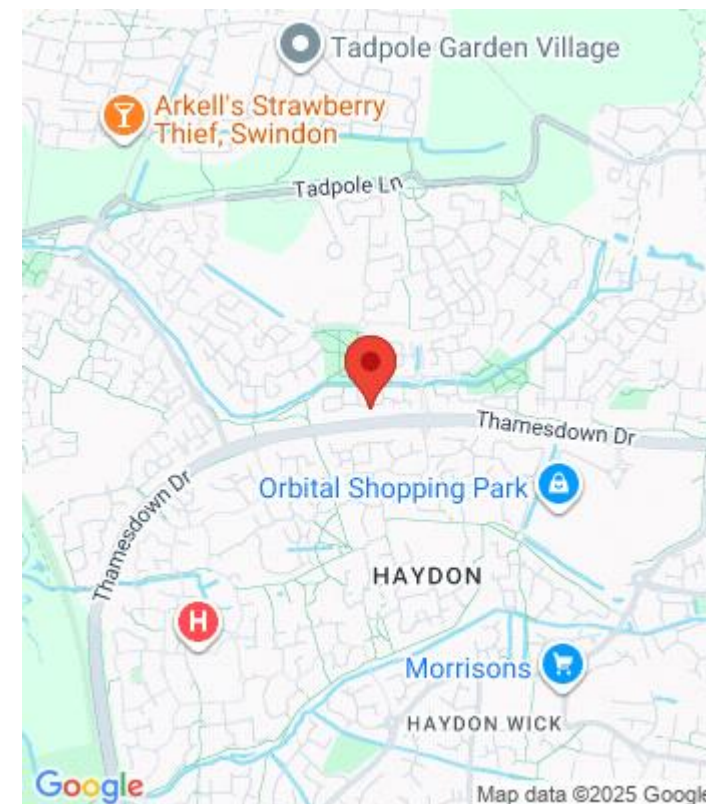 Tadpole Garden Village
Arkell's Strawberry
Thief, Swindon
Tadpole Ln
Thamesdown Dr
Orbital Shopping Park
Thamesdown Dr
HAYDON
H
Morrisons
HAYDON WICK
Google
Map data ©2025 Google